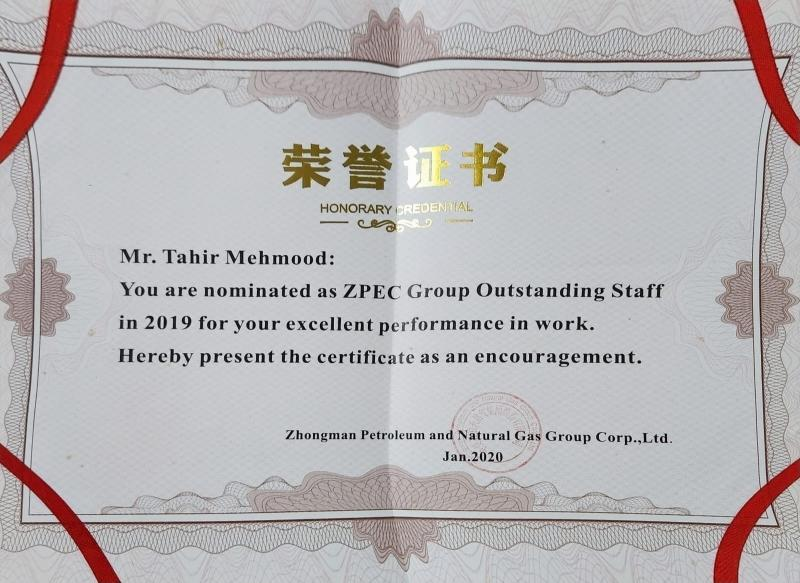 荣誉证书
HONORARY CREDENTIAL
Mr. Tahir Mehmood:
You are nominated as ZPEC Group Outstanding Staff
in 2019 for your excellent performance in work.
Hereby present the certificate as an encouragement.
Zhongman Petroleum and Natural Gas Group Corp.,Ltd.
Jan.2020